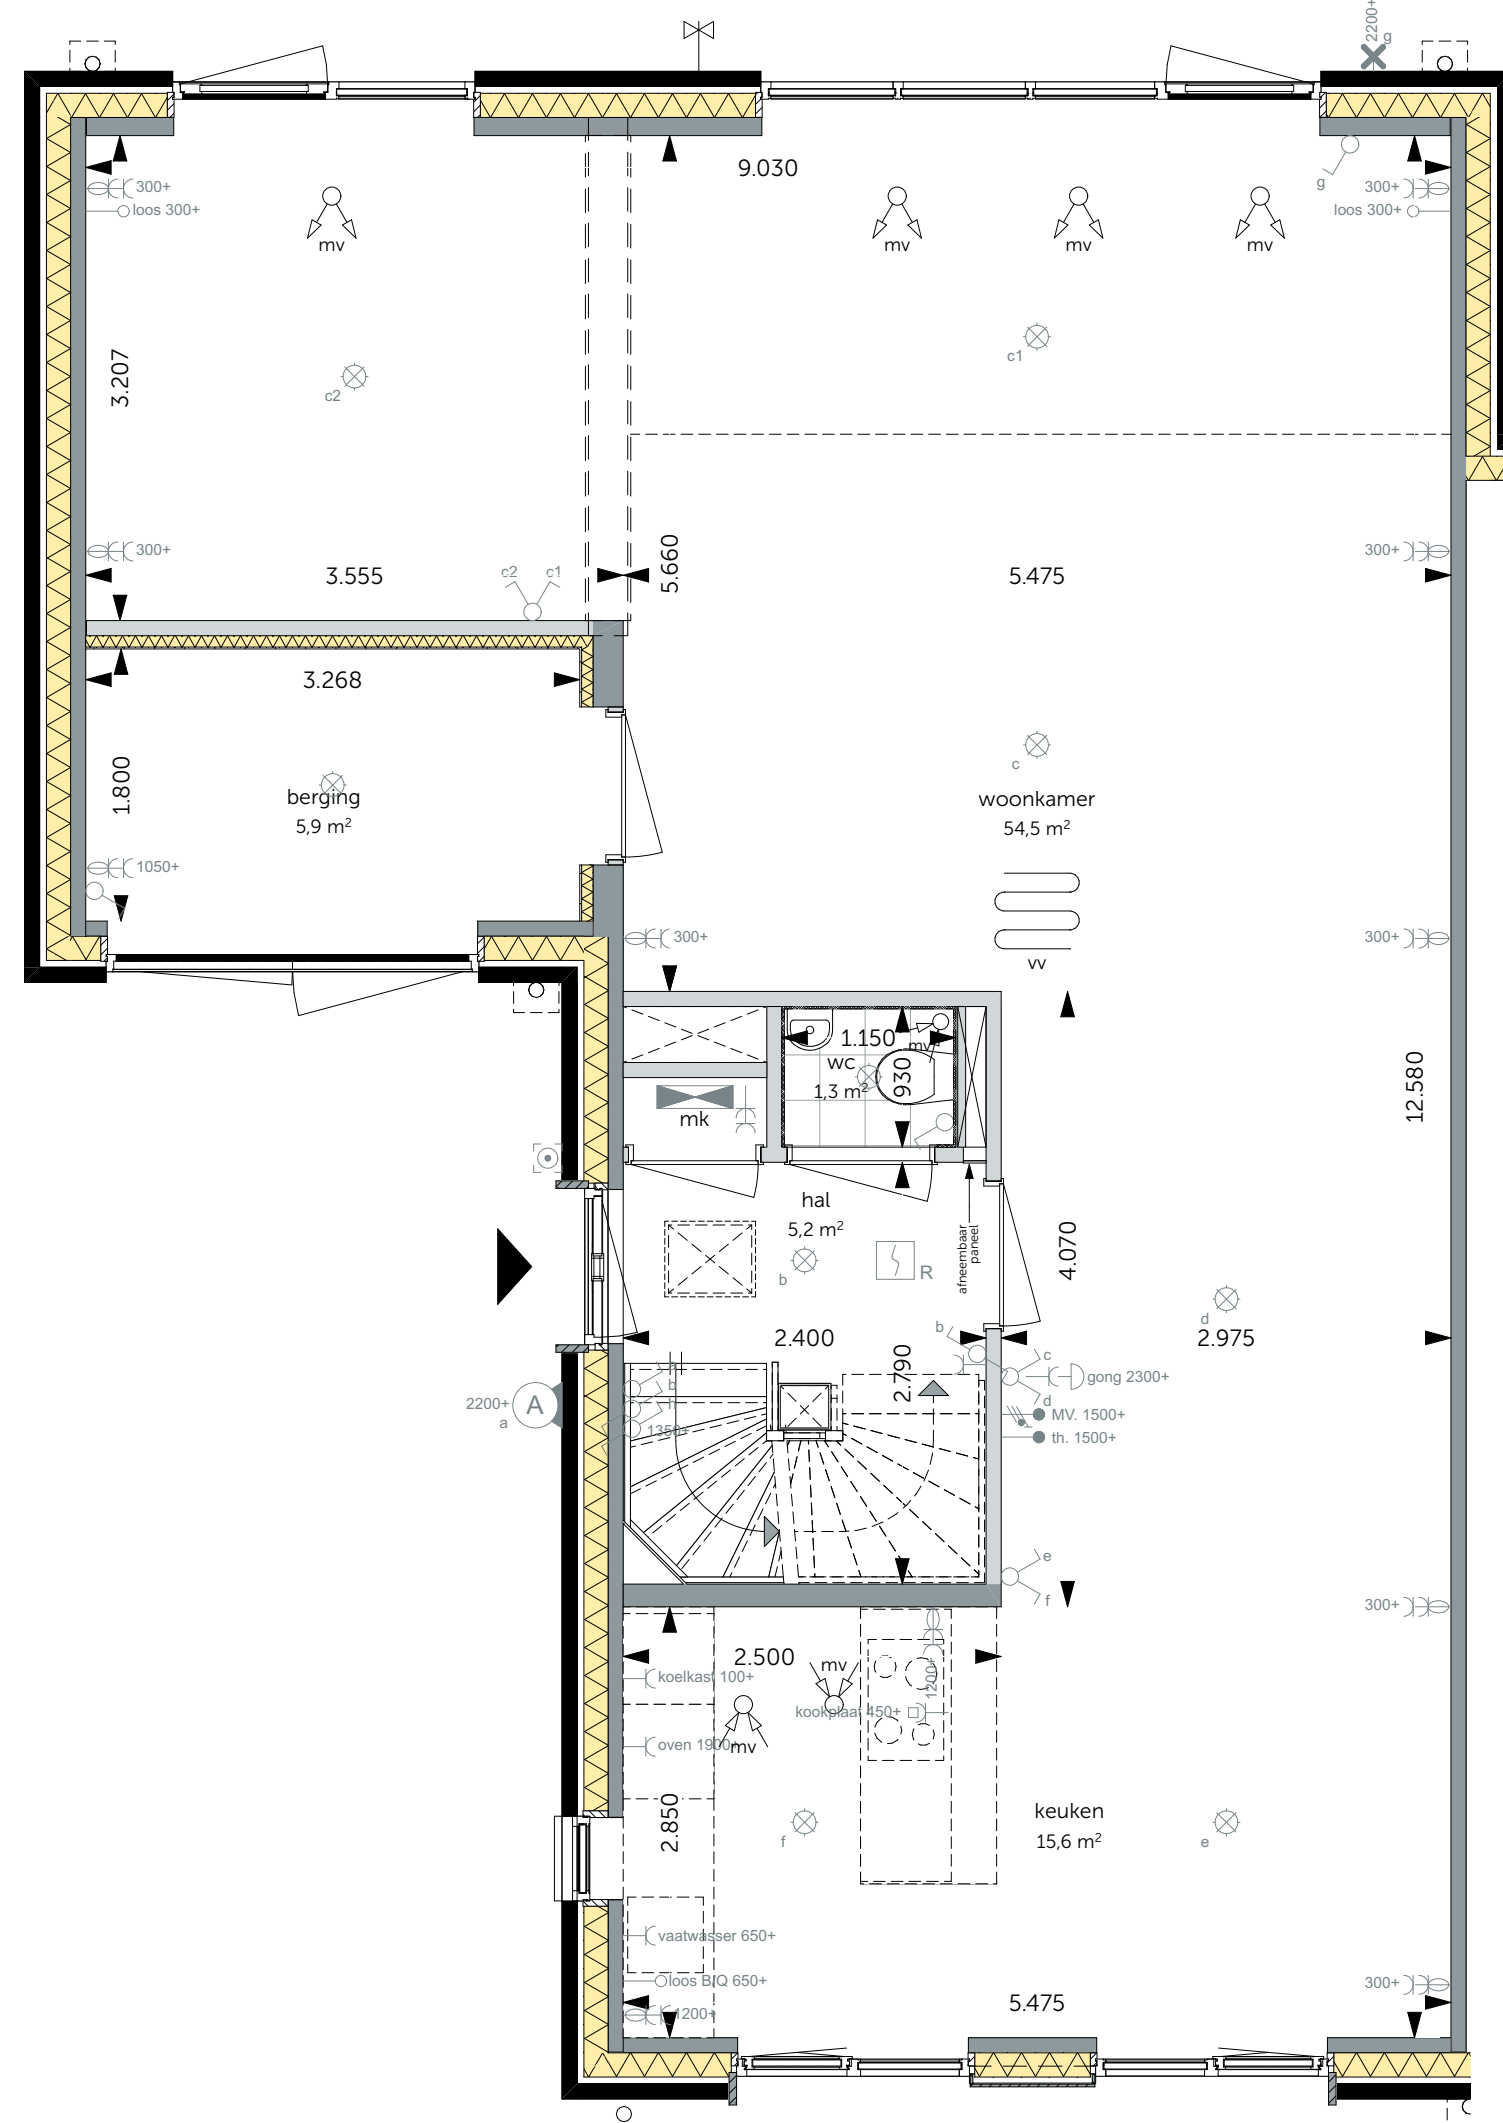 2200+
g
9.030
300+
loos 300+
g
300+
loos 300+
mv
mv
mv
mv
c1
3.207
c2
300+
5.660
300+
3.555
c2
c1
5.475
3.268
c
1.800
berging
5,9 m²
woonkamer
54,5 m²
1050+
300+
300+
vv
1.150
mv
wc
1,3 m²
930
mk
12.580
hal
5,2 m²
afneembaar
paneel
4.070
b
R
d
2.400
b
2.975
2.790
c
gong 2300+
d
2200+
A
a
b
h
1350+
MV. 1500+
th. 1500+
e
f
300+
2.500
mv
koelkast 100+
1200+
kookplaat 450+
oven 1900+
mv
2.850
keuken
15,6 m²
f
e
vaatwasser 650+
loos BIQ 650+
300+
5.475
1200+